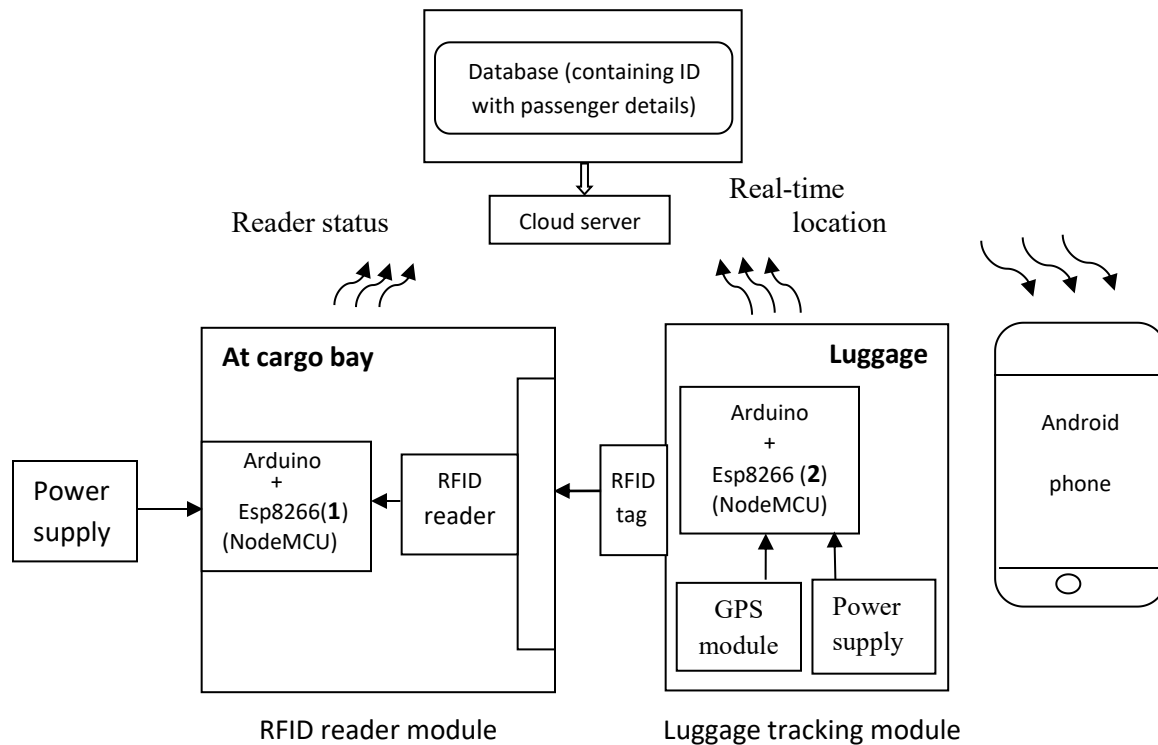 Database (containing ID
with passenger details)
Cloud server
Reader status
Real-time
location
At cargo bay
Power
supply
Arduino
+
Esp8266(1)
(NodeMCU)
RFID
reader
RFID
tag
Luggage
Arduino
+
Esp8266 (2)
(NodeMCU)
GPS
module
Power
supply
Android
phone
RFID reader module
Luggage tracking module